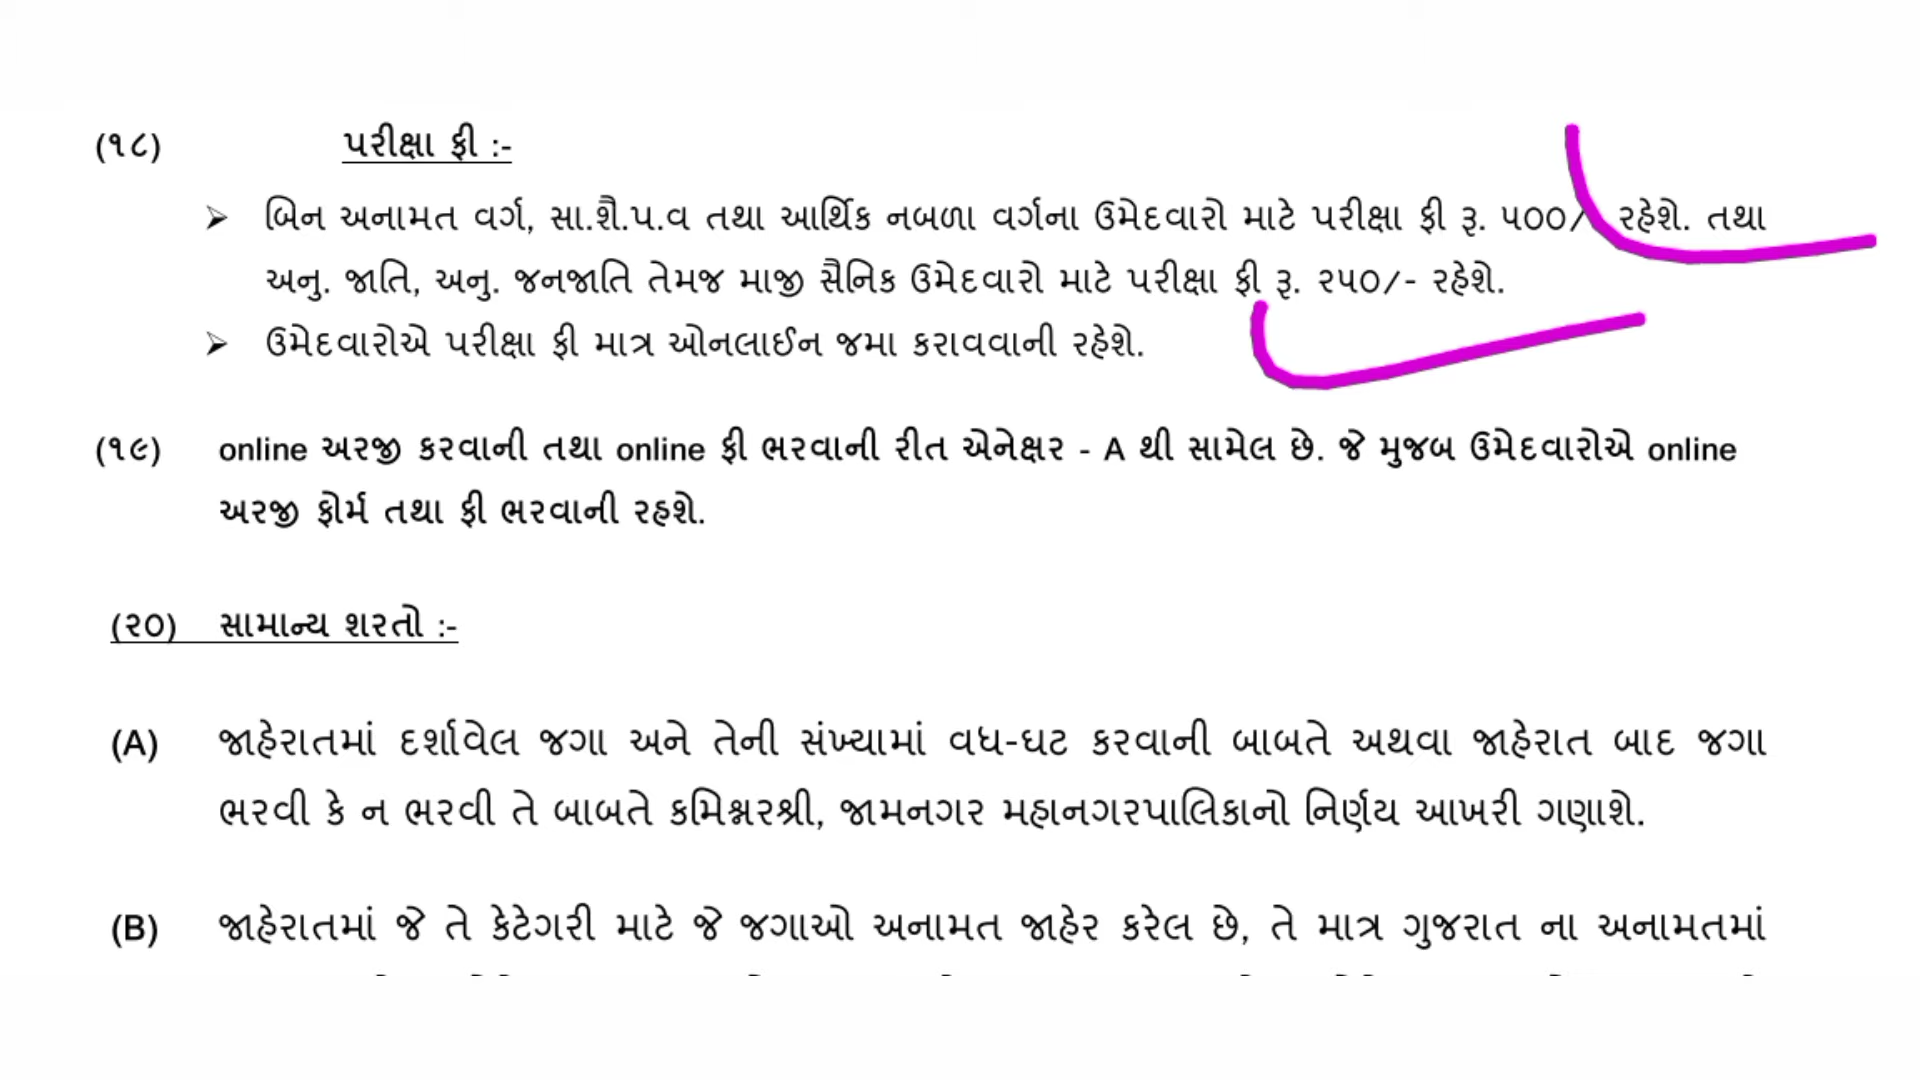 (૧૮) પરીક્ષા ફી :-
➢ બિન અનામત વર્ગ, સા.શૈ.પ.વ તથા આર્થિક નબળા વર્ગના ઉમેદવારો માટે પરીક્ષા ફી રૂ. ૫૦૦/- રહેશે. તથા
અનુ. જાતિ, અનુ. જનજાતિ તેમજ માજી સૈનિક ઉમેદવારો માટે પરીક્ષા ફી રૂ. ૨૫૦/- રહેશે.
➢ ઉમેદવારોએ પરીક્ષા ફી માત્ર ઓનલાઈન જમા કરાવવાની રહેશે.
(૧૯) online અરજી કરવાની તથા online ફી ભરવાની રીત એનેક્ષર - A થી સામેલ છે. જે મુજબ ઉમેદવારોએ online
અરજી ફોર્મ તથા ફી ભરવાની રહશે.
(૨૦) સામાન્ય શરતો :-
(A) જાહેરાતમાં દર્શાવેલ જગા અને તેની સંખ્યામાં વધ-ઘટ કરવાની બાબતે અથવા જાહેરાત બાદ જગા
ભરવી કે ન ભરવી તે બાબતે કમિશ્નરશ્રી, જામનગર મહાનગરપાલિકાનો નિર્ણય આખરી ગણાશે.
(B) જાહેરાતમાં જે તે કેટેગરી માટે જે જગાઓ અનામત જાહેર કરેલ છે, તે માત્ર ગુજરાત ના અનામતમાં